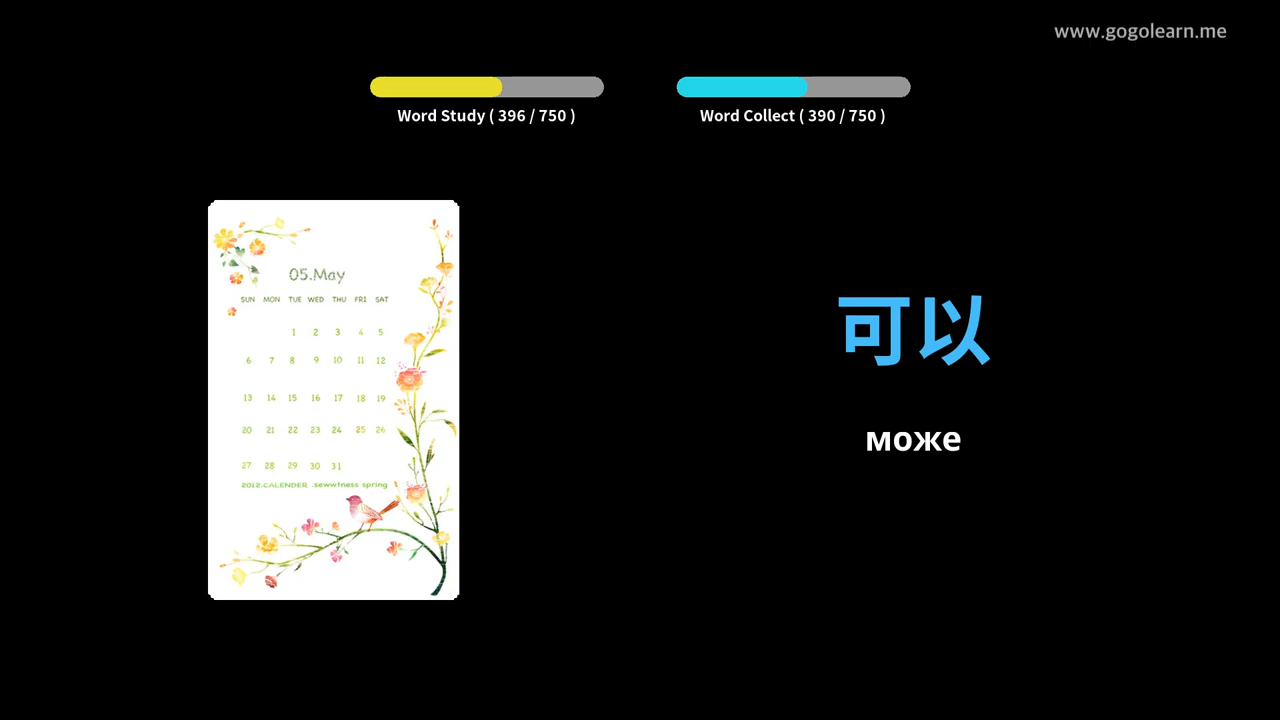 www.gogolearn.me
Word Study ( 396 / 750 )
Word Collect ( 390 / 750 )
05.May
SUN MON TUE WED THU FRI SAT
1 2 3 4 5
6 7 8 9 10 11 12
13 14 15 16 17 18 19
20 21 22 23 24 25 26
27 28 29 30 31
2012.CALENDER .sewwtness spring
可以
може